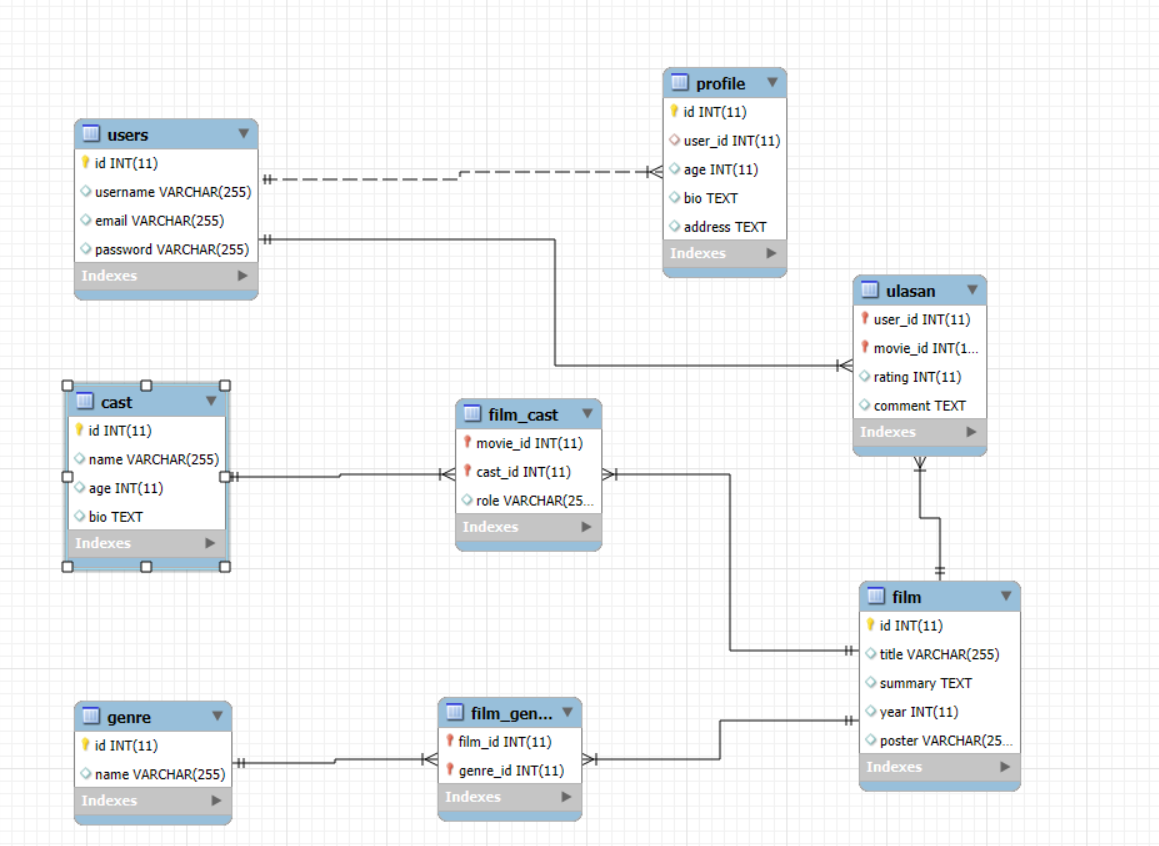 users
id INT(11)
username VARCHAR(255)
email VARCHAR(255)
password VARCHAR(255)
Indexes
profile
id INT(11)
user_id INT(11)
age INT(11)
bio TEXT
address TEXT
Indexes
ulasan
user_id INT(11)
movie_id INT(1...
rating INT(11)
comment TEXT
Indexes
cast
id INT(11)
name VARCHAR(255)
age INT(11)
bio TEXT
Indexes
film_cast
movie_id INT(11)
cast_id INT(11)
role VARCHAR(25...
Indexes
film
id INT(11)
title VARCHAR(255)
summary TEXT
year INT(11)
poster VARCHAR(25...
Indexes
genre
id INT(11)
name VARCHAR(255)
Indexes
film_gen...
film_id INT(11)
genre_id INT(11)
Indexes